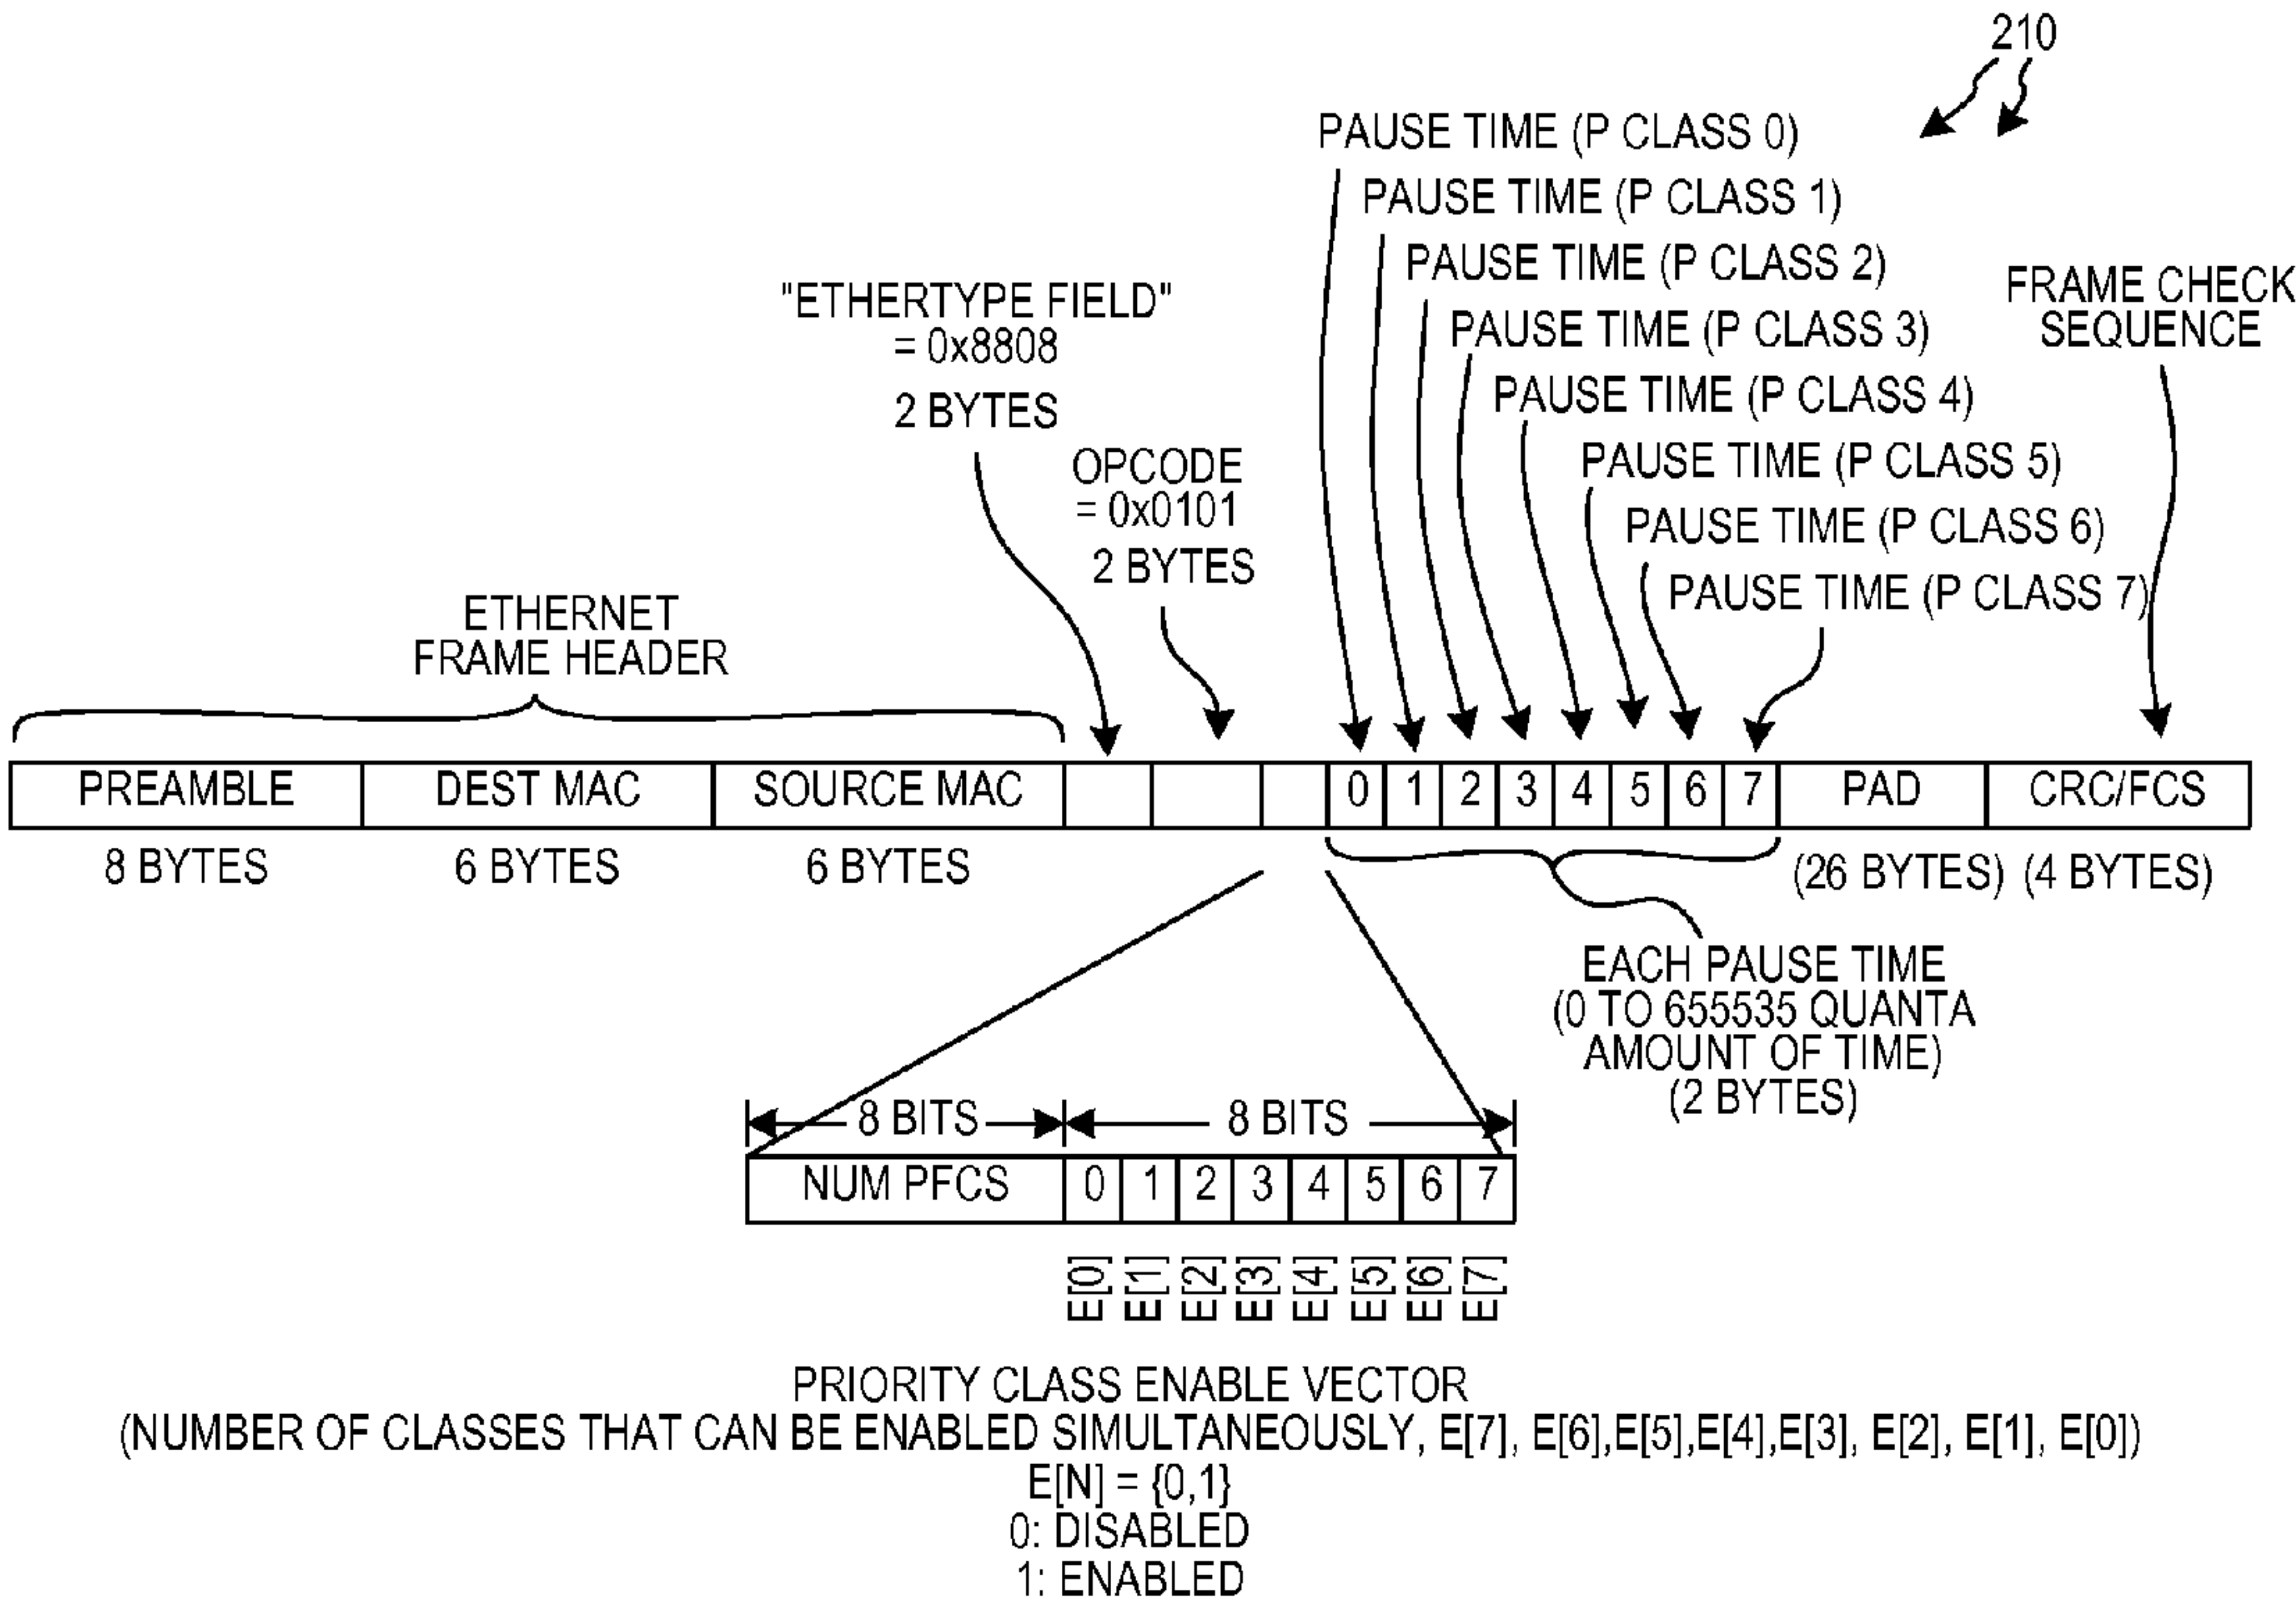 210
PAUSE TIME (P CLASS 0)
PAUSE TIME (P CLASS 1)
PAUSE TIME (P CLASS 2)
PAUSE TIME (P CLASS 3)
PAUSE TIME (P CLASS 4)
PAUSE TIME (P CLASS 5)
PAUSE TIME (P CLASS 6)
PAUSE TIME (P CLASS 7)
FRAME CHECK
SEQUENCE
"ETHERTYPE FIELD"
= 0x8808
2 BYTES
OPCODE
= 0x0101
2 BYTES
ETHERNET
FRAME HEADER
PREAMBLE DEST MAC SOURCE MAC 0 1 2 3 4 5 6 7 PAD CRC/FCS
8 BYTES 6 BYTES 6 BYTES (26 BYTES) (4 BYTES)
EACH PAUSE TIME
(0 TO 655535 QUANTA
AMOUNT OF TIME)
(2 BYTES)
8 BITS 8 BITS
NUM PFCS 0 1 2 3 4 5 6 7
E[0] E[1] E[2] E[3] E[4] E[5] E[6] E[7]
PRIORITY CLASS ENABLE VECTOR
(NUMBER OF CLASSES THAT CAN BE ENABLED SIMULTANEOUSLY, E[7], E[6],E[5],E[4],E[3], E[2], E[1], E[0])
E[N] = {0,1}
0: DISABLED
1: ENABLED